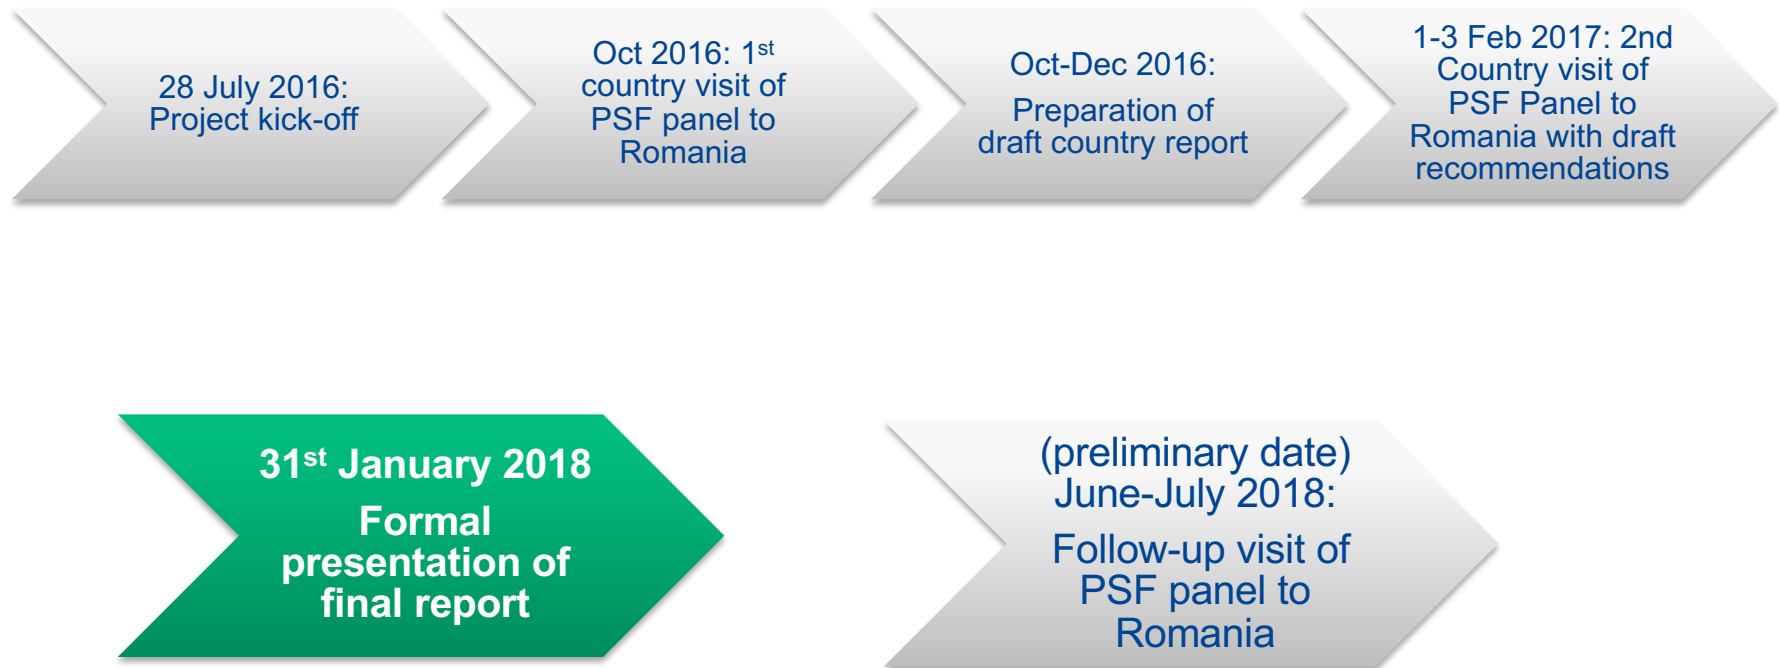 28 July 2016:
Project kick-off
Oct 2016: 1st
country visit of
PSF panel to
Romania
Oct-Dec 2016:
Preparation of
draft country report
1-3 Feb 2017: 2nd
Country visit of
PSF Panel to
Romania with draft
recommendations
31st January 2018
Formal
presentation of
final report
(preliminary date)
June-July 2018:
Follow-up visit of
PSF panel to
Romania